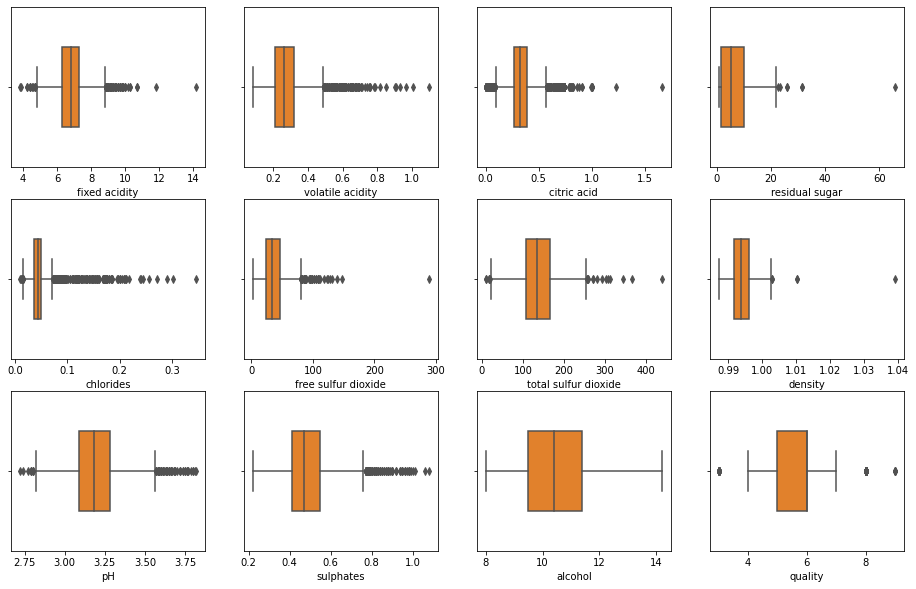 4 6 8 10 12 14
fixed acidity
0.2 0.4 0.6 0.8 1.0
volatile acidity
0.0 0.5 1.0 1.5
citric acid
0 20 40 60
residual sugar
0.0 0.1 0.2 0.3
chlorides
0 100 200 300
free sulfur dioxide
0 100 200 300 400
total sulfur dioxide
0.99 1.00 1.01 1.02 1.03 1.04
density
2.75 3.00 3.25 3.50 3.75
pH
0.2 0.4 0.6 0.8 1.0
sulphates
8 10 12 14
alcohol
4 6 8
quality